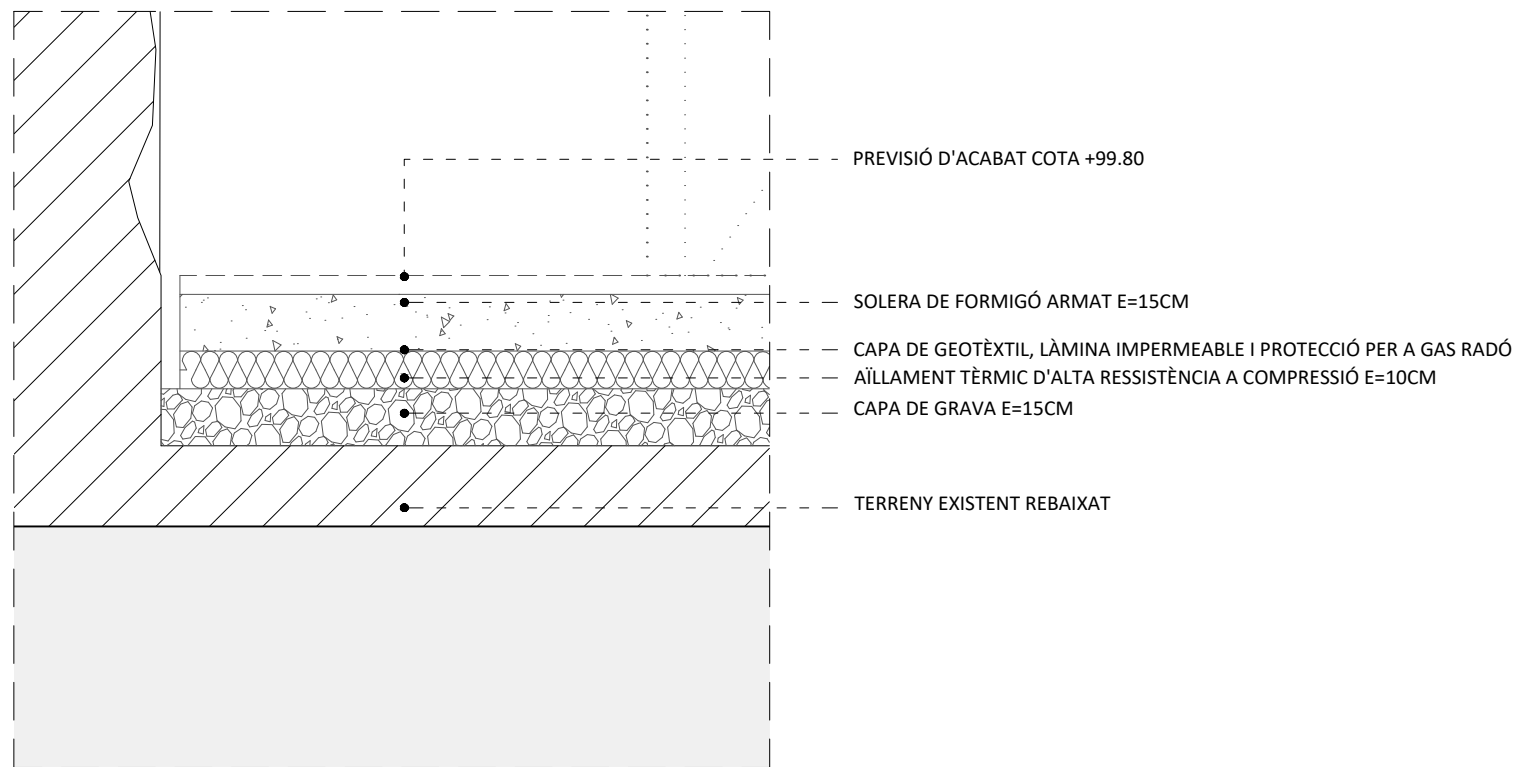 PREVISIÓ D'ACABAT COTA +99.80
SOLERA DE FORMIGÓ ARMAT E=15CM
CAPA DE GEOTÈXTIL, LÀMINA IMPERMEABLE I PROTECCIÓ PER A GAS RADÓ
AÏLLAMENT TÈRMIC D'ALTA RESSISTÈNCIA A COMPRESSIÓ E=10CM
CAPA DE GRAVA E=15CM
TERRENY EXISTENT REBAIXAT